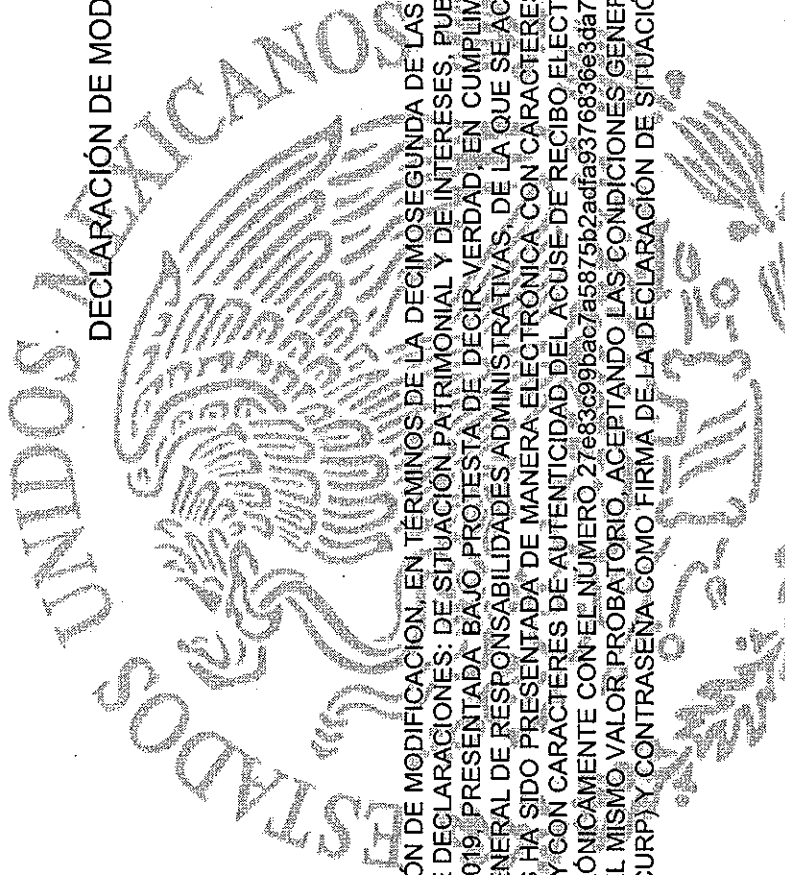 ESTADOS UNIDOS MEXICANOS
DECLARACIÓN DE MOD
ÓN DE MODIFICACIÓN, EN TÉRMINOS DE LA DECIMOSEGUNDA DE LAS
E DECLARACIONES: DE SITUACIÓN PATRIMONIAL Y DE INTERESES, PUB
019, PRESENTADA BAJO PROTESTA DE DECIR VERDAD, EN CUMPLIM
ENERAL DE RESPONSABILIDADES ADMINISTRATIVAS, DE LA QUE SE AC
S HA SIDO PRESENTADA DE MANERA ELECTRÓNICA CON CARACTERES
Y CON CARACTERES DE AUTENTICIDAD DEL ACUSE DE RECIBO ELECT
ÓNICAMENTE CON EL NÚMERO 27e83c99bac7a5875b2adfa9376836e3da7
L MISMO VALOR PROBATORIO, ACEPTANDO LAS CONDICIONES GENER
CURP) Y CONTRASEÑA COMO FIRMA DE LA DECLARACIÓN DE SITUACIÓ